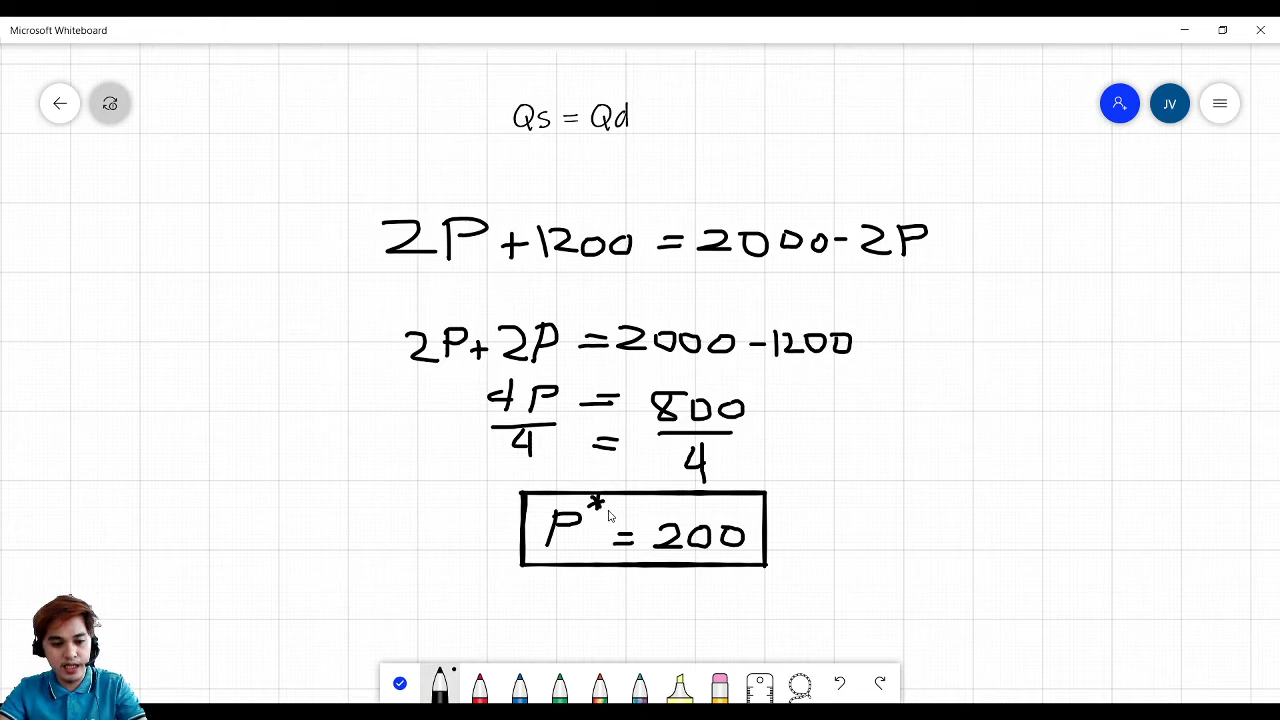 Microsoft Whiteboard
JV
Qs = Qd
2P + 1200 = 2000 - 2P
2P + 2P = 2000 - 1200
4P = 800
4 = 4
P* = 200